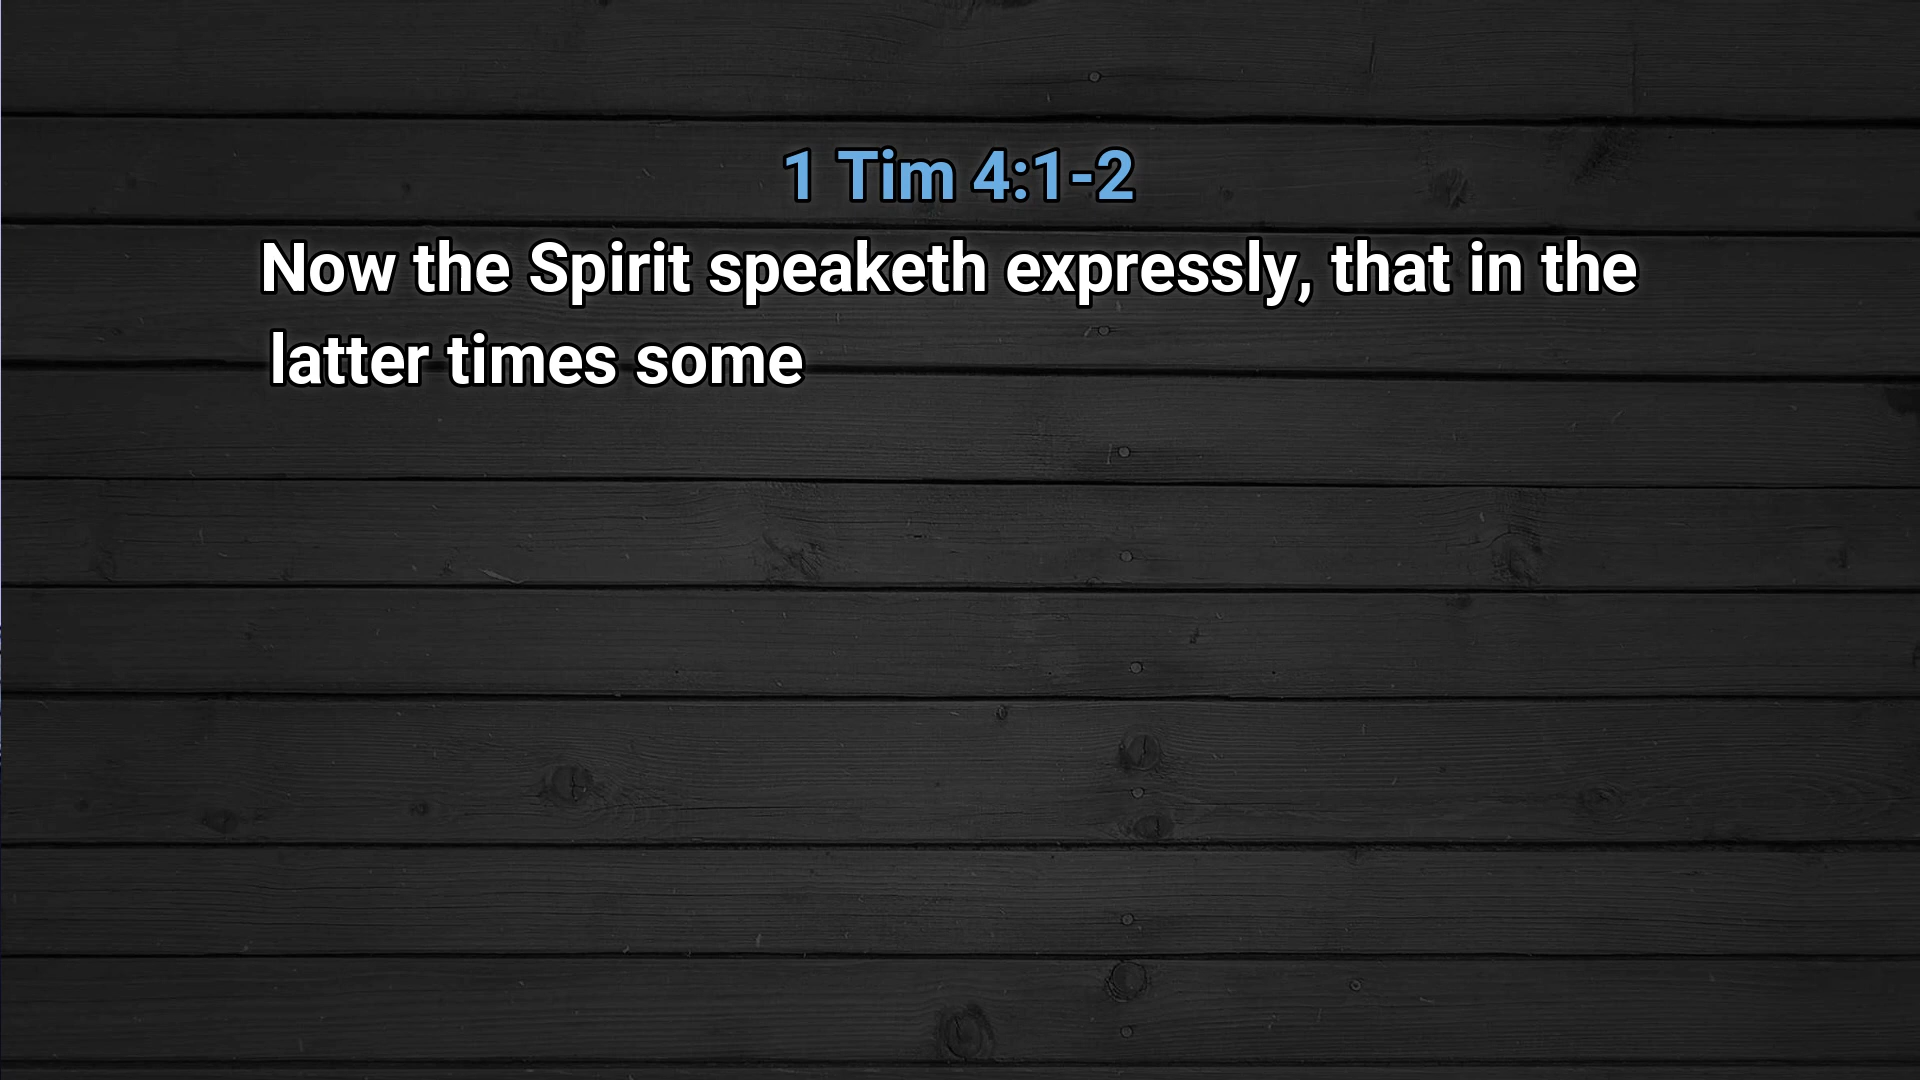 1 Tim 4:1-2
Now the Spirit speaketh expressly, that in the
latter times some